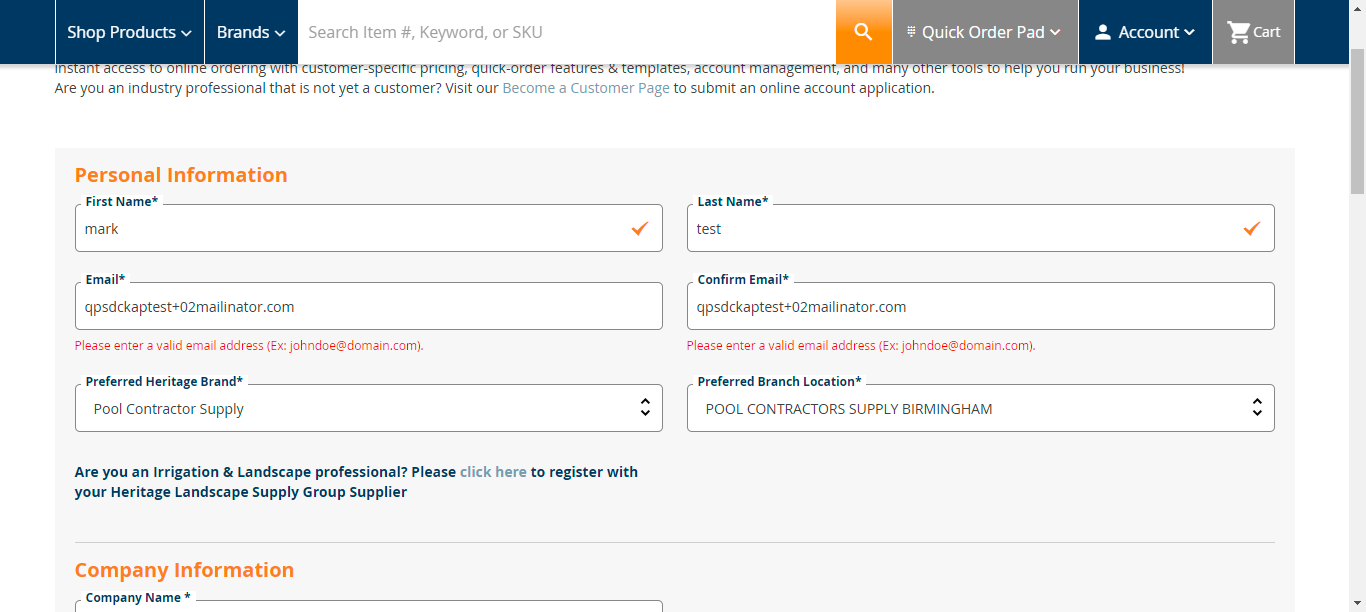 Shop Products
Brands
Search Item #, Keyword, or SKU
Quick Order Pad
Account
Cart
Instant access to online ordering with customer-specific pricing, quick-order features & templates, account management, and many other tools to help you run your business!
Are you an industry professional that is not yet a customer? Visit our Become a Customer Page to submit an online account application.
Personal Information
First Name*
mark
Last Name*
test
Email*
qpsdckaptest+02mailinator.com
Please enter a valid email address (Ex: johndoe@domain.com).
Confirm Email*
qpsdckaptest+02mailinator.com
Please enter a valid email address (Ex: johndoe@domain.com).
Preferred Heritage Brand*
Pool Contractor Supply
Preferred Branch Location*
POOL CONTRACTORS SUPPLY BIRMINGHAM
Are you an Irrigation & Landscape professional? Please click here to register with
your Heritage Landscape Supply Group Supplier
Company Information
Company Name *